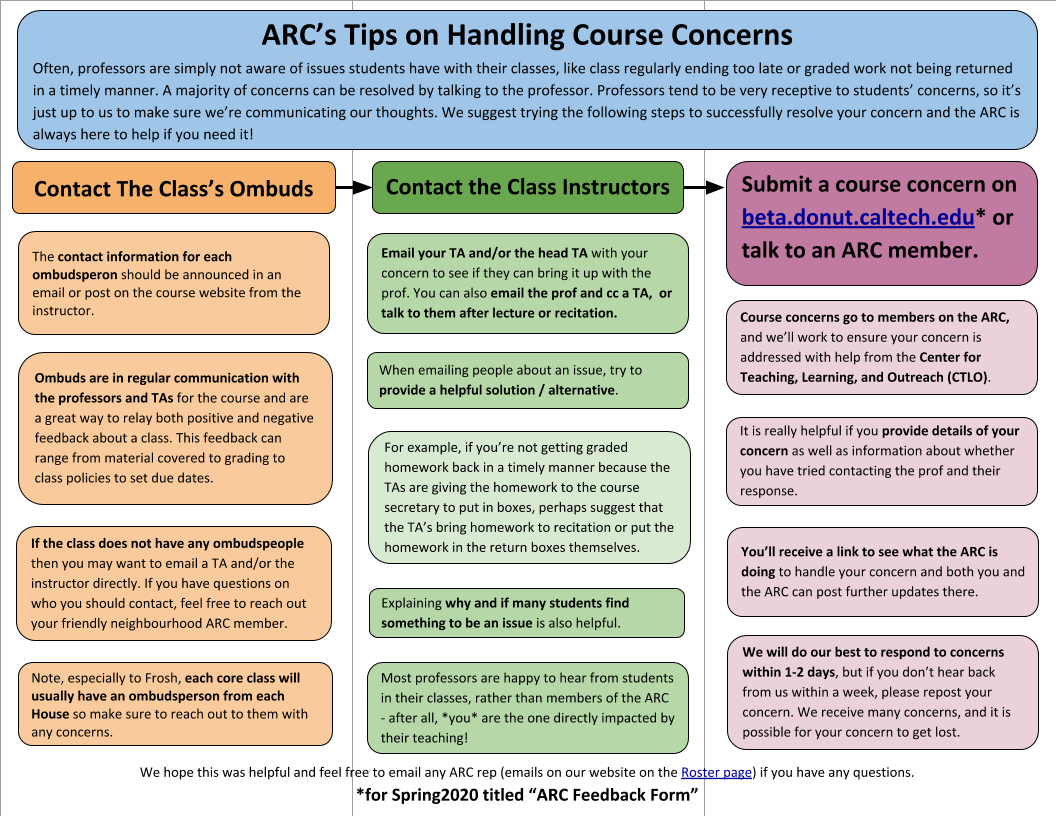 ARC's Tips on Handling Course Concerns
Often, professors are simply not aware of issues students have with their classes, like class regularly ending too late or graded work not being returned
in a timely manner. A majority of concerns can be resolved by talking to the professor. Professors tend to be very receptive to students' concerns, so it's
just up to us to make sure we're communicating our thoughts. We suggest trying the following steps to successfully resolve your concern and the ARC is
always here to help if you need it!
Contact The Class's Ombuds
The contact information for each
ombudsperon should be announced in an
email or post on the course website from the
instructor.
Ombuds are in regular communication with
the professors and TAs for the course and are
a great way to relay both positive and negative
feedback about a class. This feedback can
range from material covered to grading to
class policies to set due dates.
If the class does not have any ombudspeople
then you may want to email a TA and/or the
instructor directly. If you have questions on
who you should contact, feel free to reach out
your friendly neighbourhood ARC member.
Note, especially to Frosh, each core class will
usually have an ombudsperson from each
House so make sure to reach out to them with
any concerns.
Contact the Class Instructors
Email your TA and/or the head TA with your
concern to see if they can bring it up with the
prof. You can also email the prof and cc a TA,  or
talk to them after lecture or recitation.
When emailing people about an issue, try to
provide a helpful solution / alternative.
For example, if you're not getting graded
homework back in a timely manner because the
TAs are giving the homework to the course
secretary to put in boxes, perhaps suggest that
the TA's bring homework to recitation or put the
homework in the return boxes themselves.
Explaining why and if many students find
something to be an issue is also helpful.
Most professors are happy to hear from students
in their classes, rather than members of the ARC
- after all, *you* are the one directly impacted by
their teaching!
Submit a course concern on
beta.donut.caltech.edu* or
talk to an ARC member.
Course concerns go to members on the ARC,
and we'll work to ensure your concern is
addressed with help from the Center for
Teaching, Learning, and Outreach (CTLO).
It is really helpful if you provide details of your
concern as well as information about whether
you have tried contacting the prof and their
response.
You'll receive a link to see what the ARC is
doing to handle your concern and both you and
the ARC can post further updates there.
We will do our best to respond to concerns
within 1-2 days, but if you don't hear back
from us within a week, please repost your
concern. We receive many concerns, and it is
possible for your concern to get lost.
We hope this was helpful and feel free to email any ARC rep (emails on our website on the Roster page) if you have any questions.
*for Spring2020 titled "ARC Feedback Form"